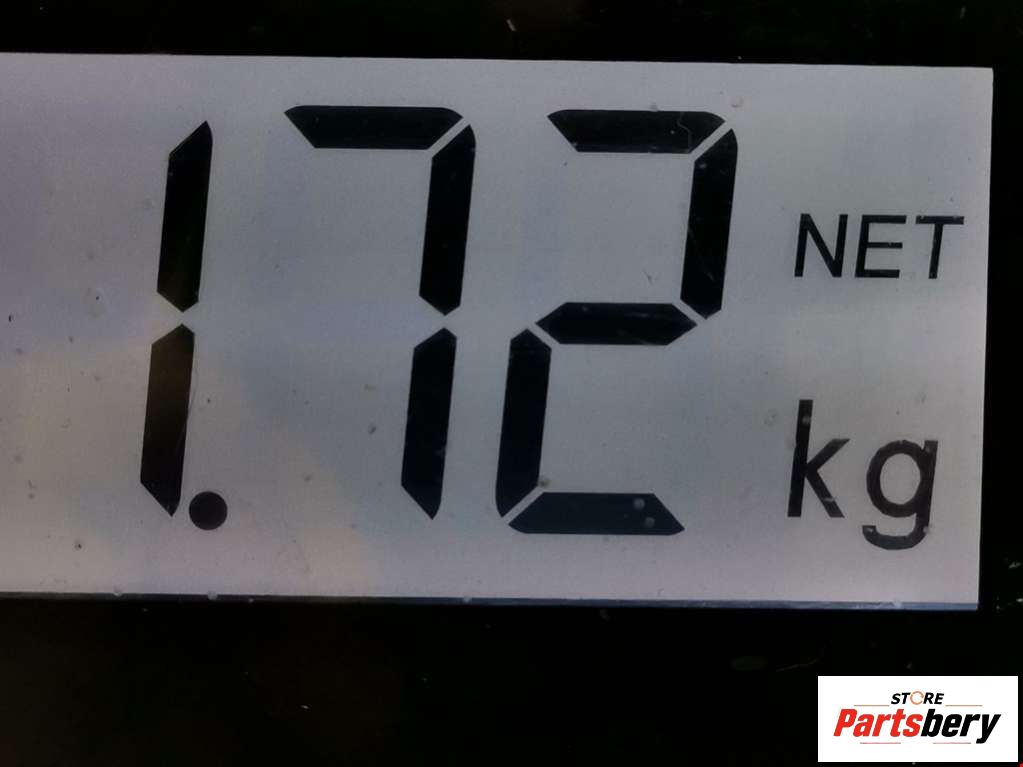 1.72
NET
kg
STORE
Partsbery